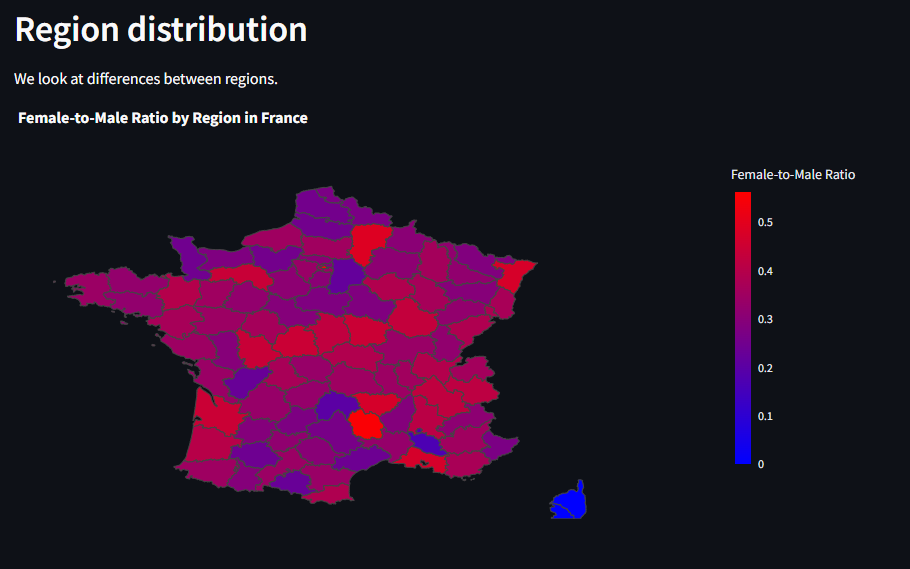 Region distribution
We look at differences between regions.
Female-to-Male Ratio by Region in France
Female-to-Male Ratio
0.5
0.4
0.3
0.2
0.1
0